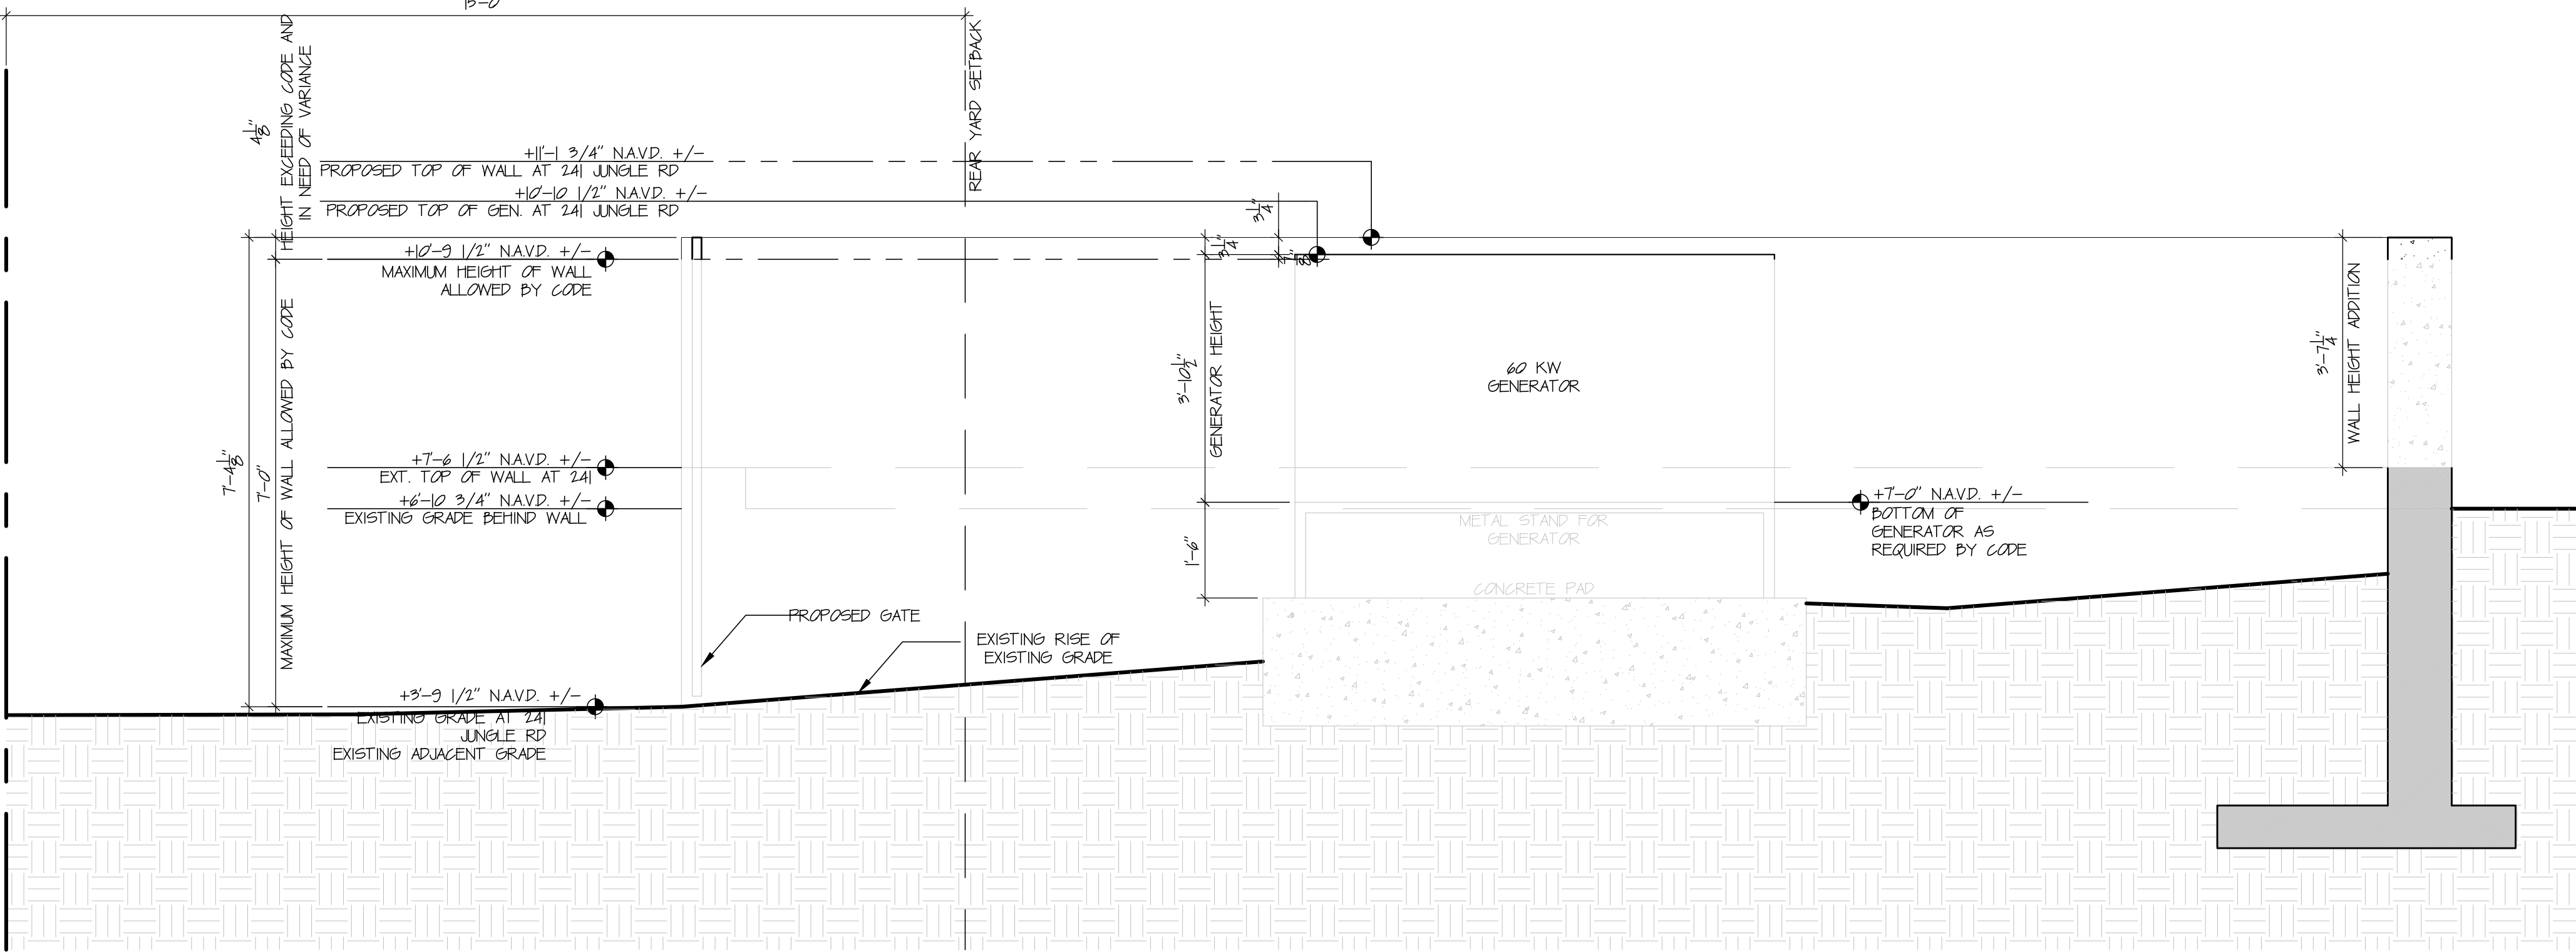 15'-0"
REAR YARD SETBACK
4 1/8"
HEIGHT EXCEEDING CODE AND
IN NEED OF VARIANCE
+11'-1 3/4" N.A.V.D. +/-
PROPOSED TOP OF WALL AT 241 JUNGLE RD
+10'-10 1/2" N.A.V.D. +/-
PROPOSED TOP OF GEN. AT 241 JUNGLE RD
+10'-9 1/2" N.A.V.D. +/-
MAXIMUM HEIGHT OF WALL
ALLOWED BY CODE
7'-4 1/8"
7'-0"
MAXIMUM HEIGHT OF WALL ALLOWED BY CODE
+7'-6 1/2" N.A.V.D. +/-
EXT. TOP OF WALL AT 241
+6'-10 3/4" N.A.V.D. +/-
EXISTING GRADE BEHIND WALL
+3'-9 1/2" N.A.V.D. +/-
EXISTING GRADE AT 241
JUNGLE RD
EXISTING ADJACENT GRADE
PROPOSED GATE
EXISTING RISE OF
EXISTING GRADE
3 1/4"
3 1/4"
3'-10 1/2"
GENERATOR HEIGHT
1'-6"
60 KW
GENERATOR
METAL STAND FOR
GENERATOR
CONCRETE PAD
+7'-0" N.A.V.D. +/-
BOTTOM OF
GENERATOR AS
REQUIRED BY CODE
3'-7 1/4"
WALL HEIGHT ADDITION